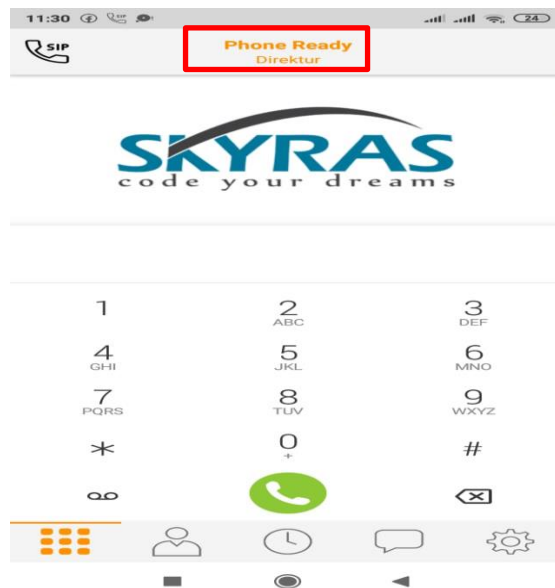 11:30 24
SIP
Phone Ready
Direktur
SKYRAS
code your dreams
1 2 3
ABC DEF
4 5 6
GHI JKL MNO
7 8 9
PQRS TUV WXYZ
* 0 #
+